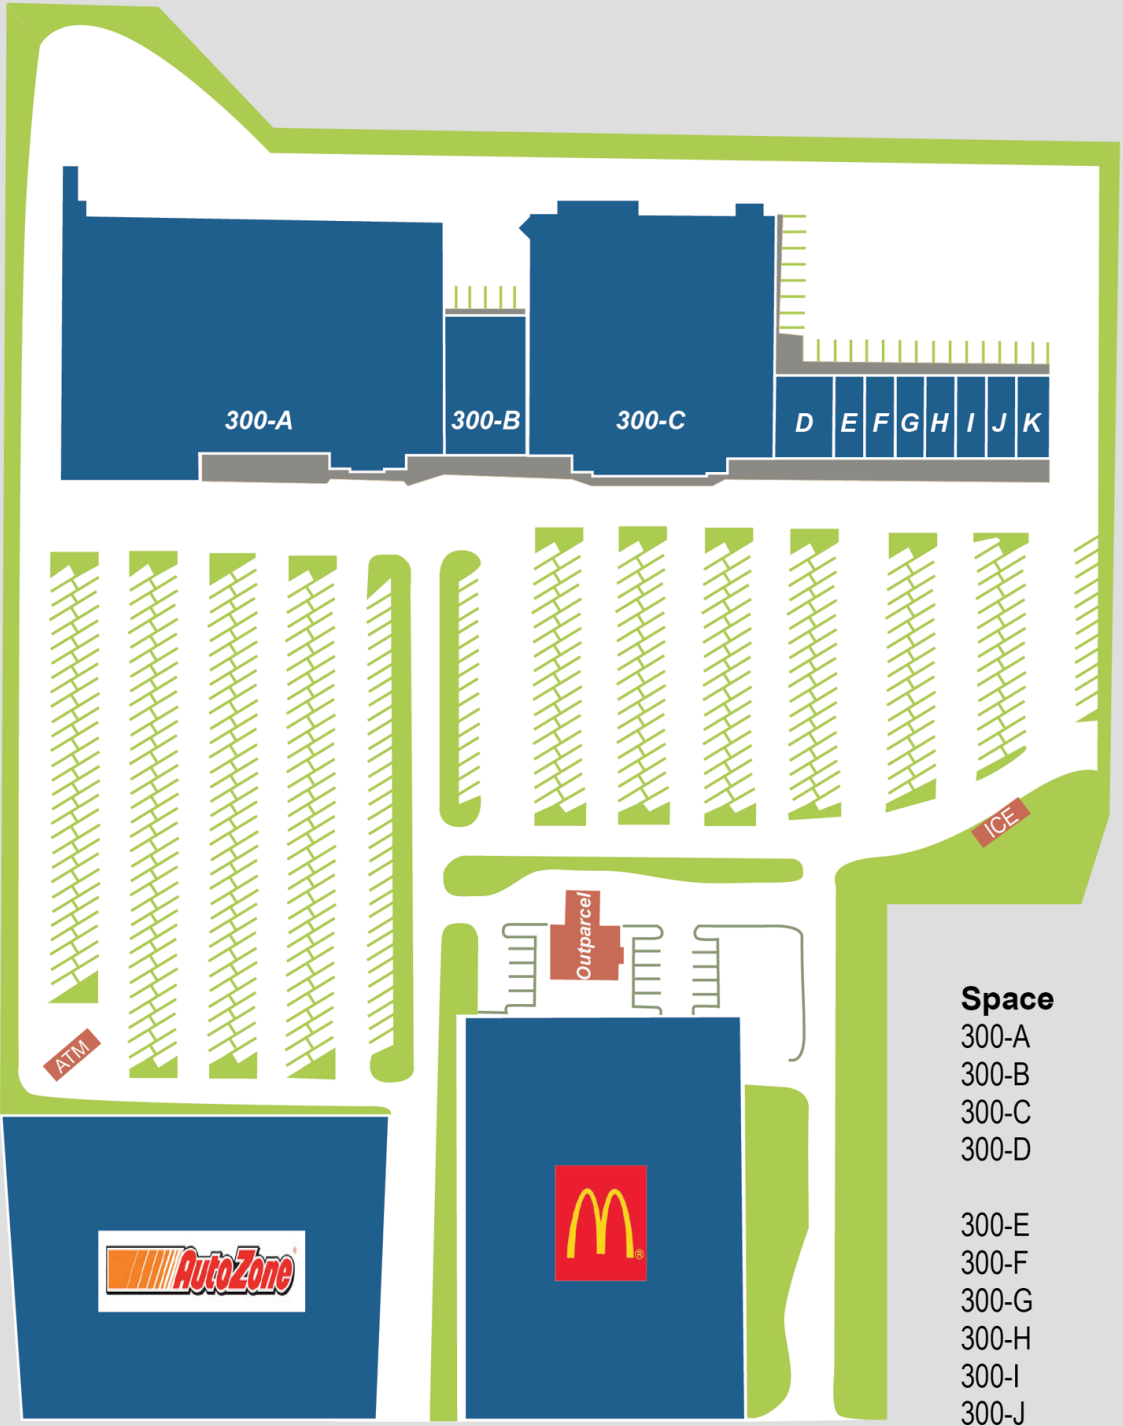 300-A
300-B
300-C
D
E
F
G
H
I
J
K
ICE
Outparcel
ATM
AutoZone
M
®
Space
300-A
300-B
300-C
300-D
300-E
300-F
300-G
300-H
300-I
300-J